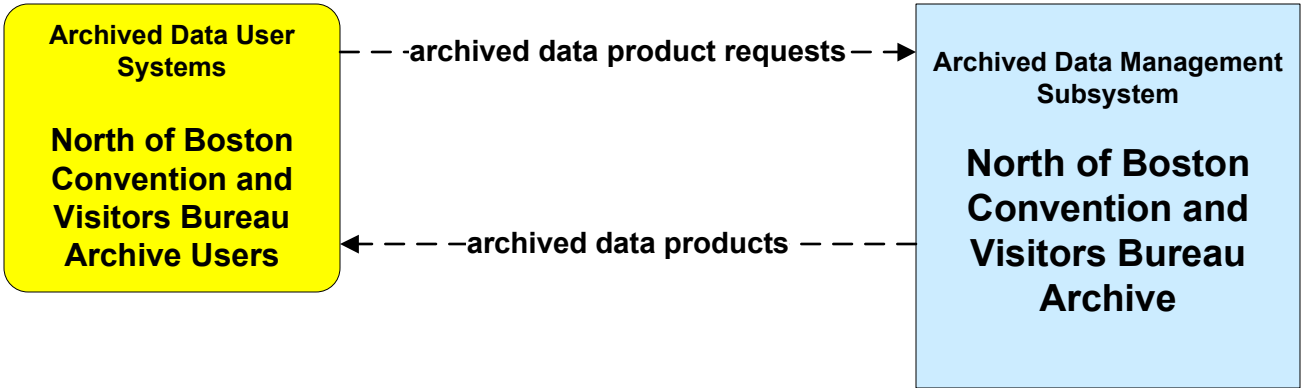 Archived Data User
Systems
North of Boston
Convention and
Visitors Bureau
Archive Users
archived data product requests
archived data products
Archived Data Management
Subsystem
North of Boston
Convention and
Visitors Bureau
Archive